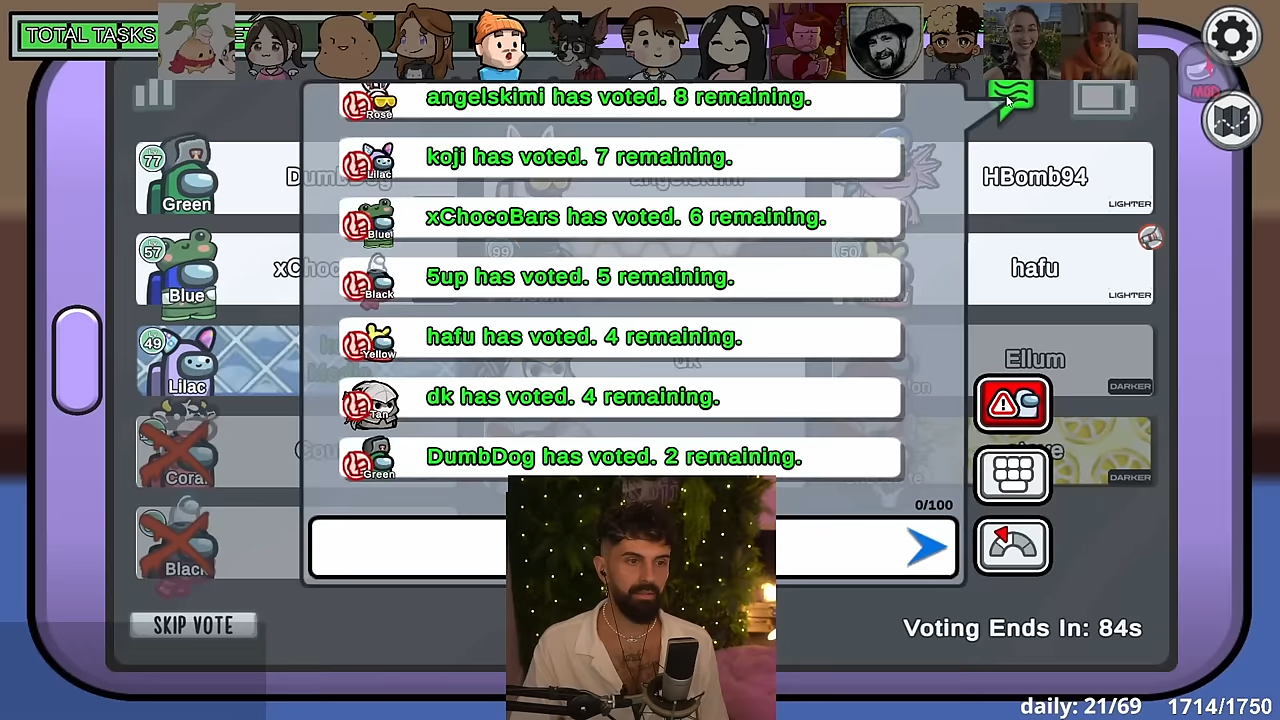 TOTAL TASKS
angelskimi has voted. 8 remaining.
Rose
koji has voted. 7 remaining.
Lilac
xChocoBars has voted. 6 remaining.
Blue
5up has voted. 5 remaining.
Black
hafu has voted. 4 remaining.
Yellow
dk has voted. 4 remaining.
Tan
DumbDog has voted. 2 remaining.
Green
77
Green
DumbDog
57
Blue
49
Lilac
Coral
Black
HBomb94
LIGHTER
hafu
LIGHTER
Ellum
DARKER
DARKER
MOD
0/100
SKIP VOTE
Voting Ends In: 84s
daily: 21/69
1714/1750